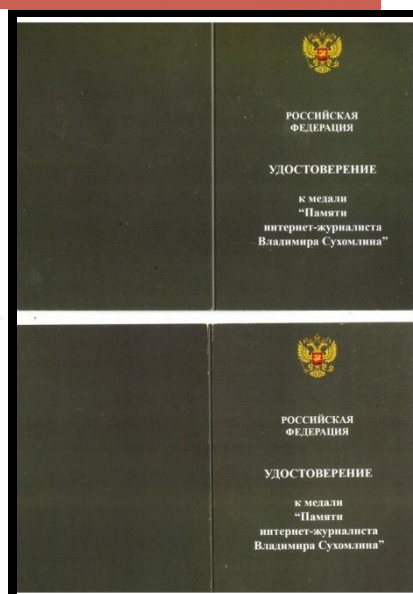 РОССИЙСКАЯ
ФЕДЕРАЦИЯ
УДОСТОВЕРЕНИЕ
к медали
“Памяти
интернет-журналиста
Владимира Сухомлина”
РОССИЙСКАЯ
ФЕДЕРАЦИЯ
УДОСТОВЕРЕНИЕ
к медали
“Памяти
интернет-журналиста
Владимира Сухомлина”